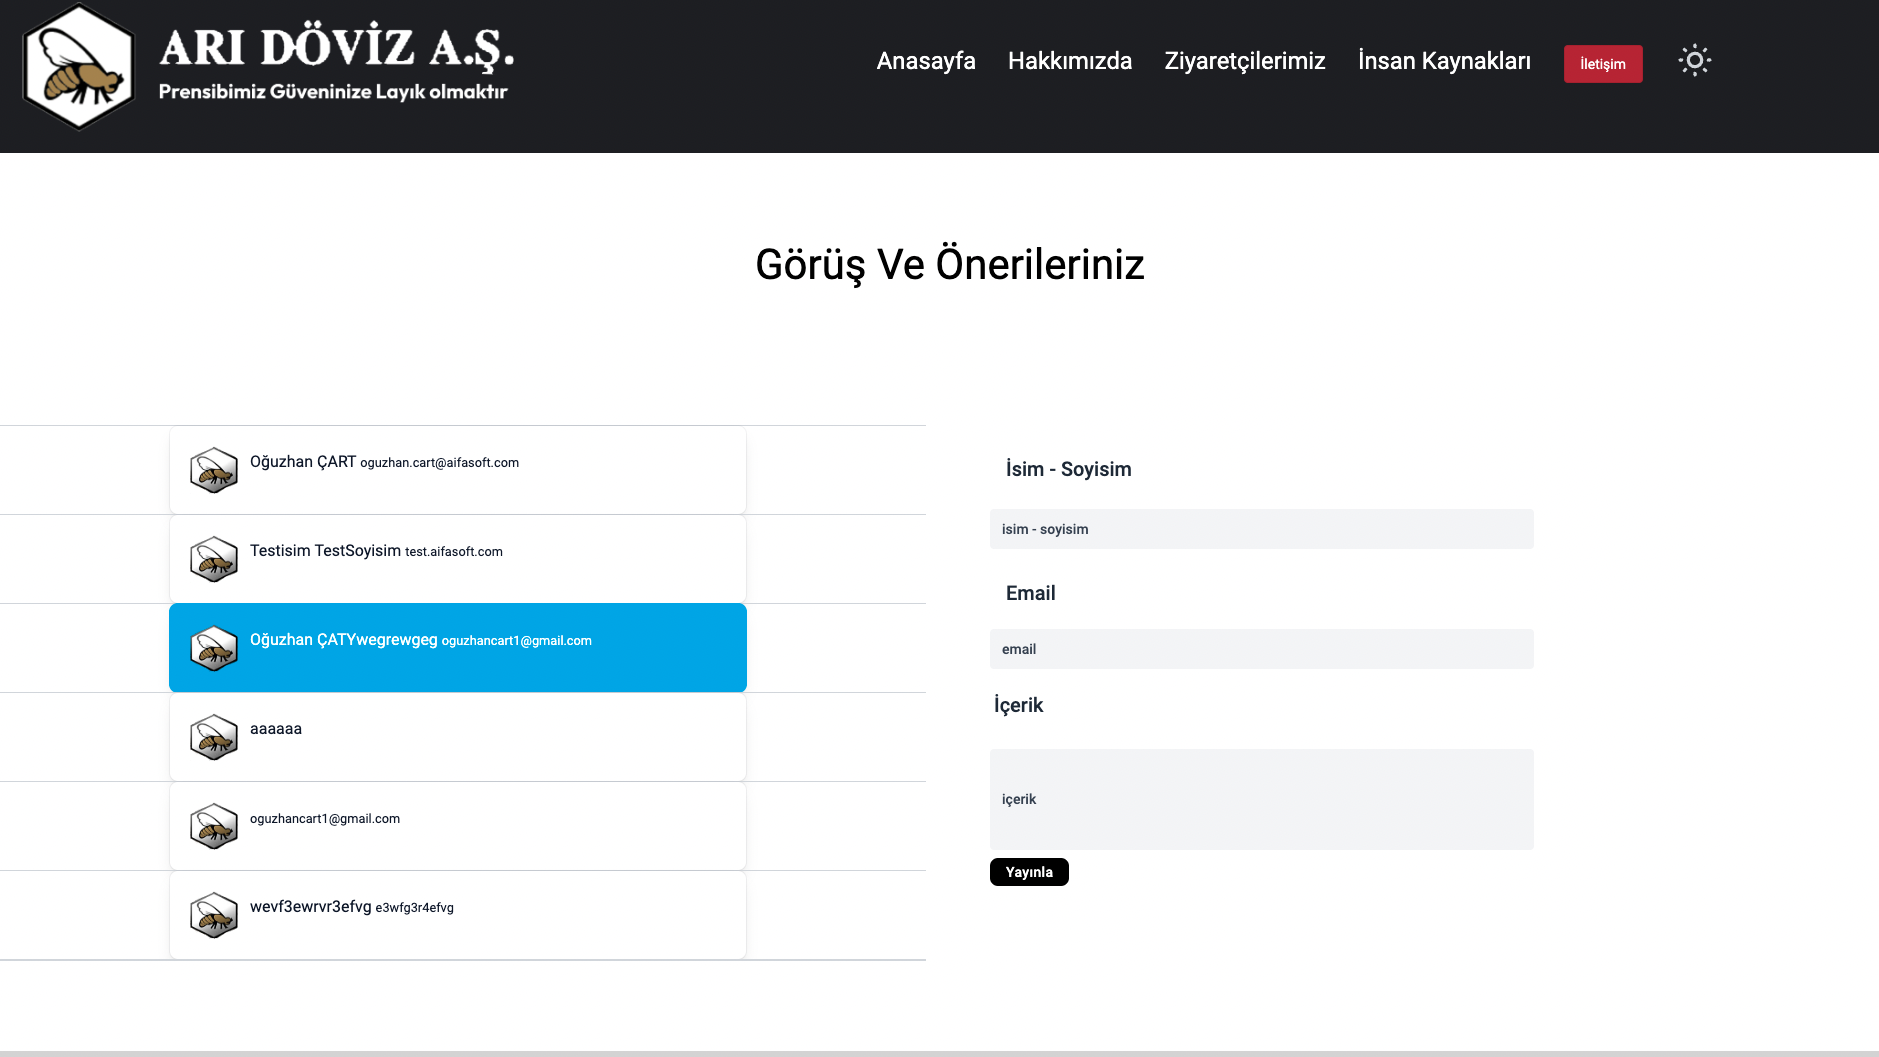 ARI DÖVİZ A.Ş.
Prensibimiz Güveninize Layık olmaktır
Anasayfa Hakkımızda Ziyaretçilerimiz İnsan Kaynakları İletişim
Görüş Ve Önerileriniz
Oğuzhan ÇART oguzhan.cart@aifasoft.com
Testisim TestSoyisim test.aifasoft.com
Oğuzhan ÇATYwegrewgeg oguzhancart1@gmail.com
aaaaaa
oguzhancart1@gmail.com
wevf3ewrvr3efvg e3wfg3r4efvg
İsim - Soyisim
isim - soyisim
Email
email
İçerik
içerik
Yayınla